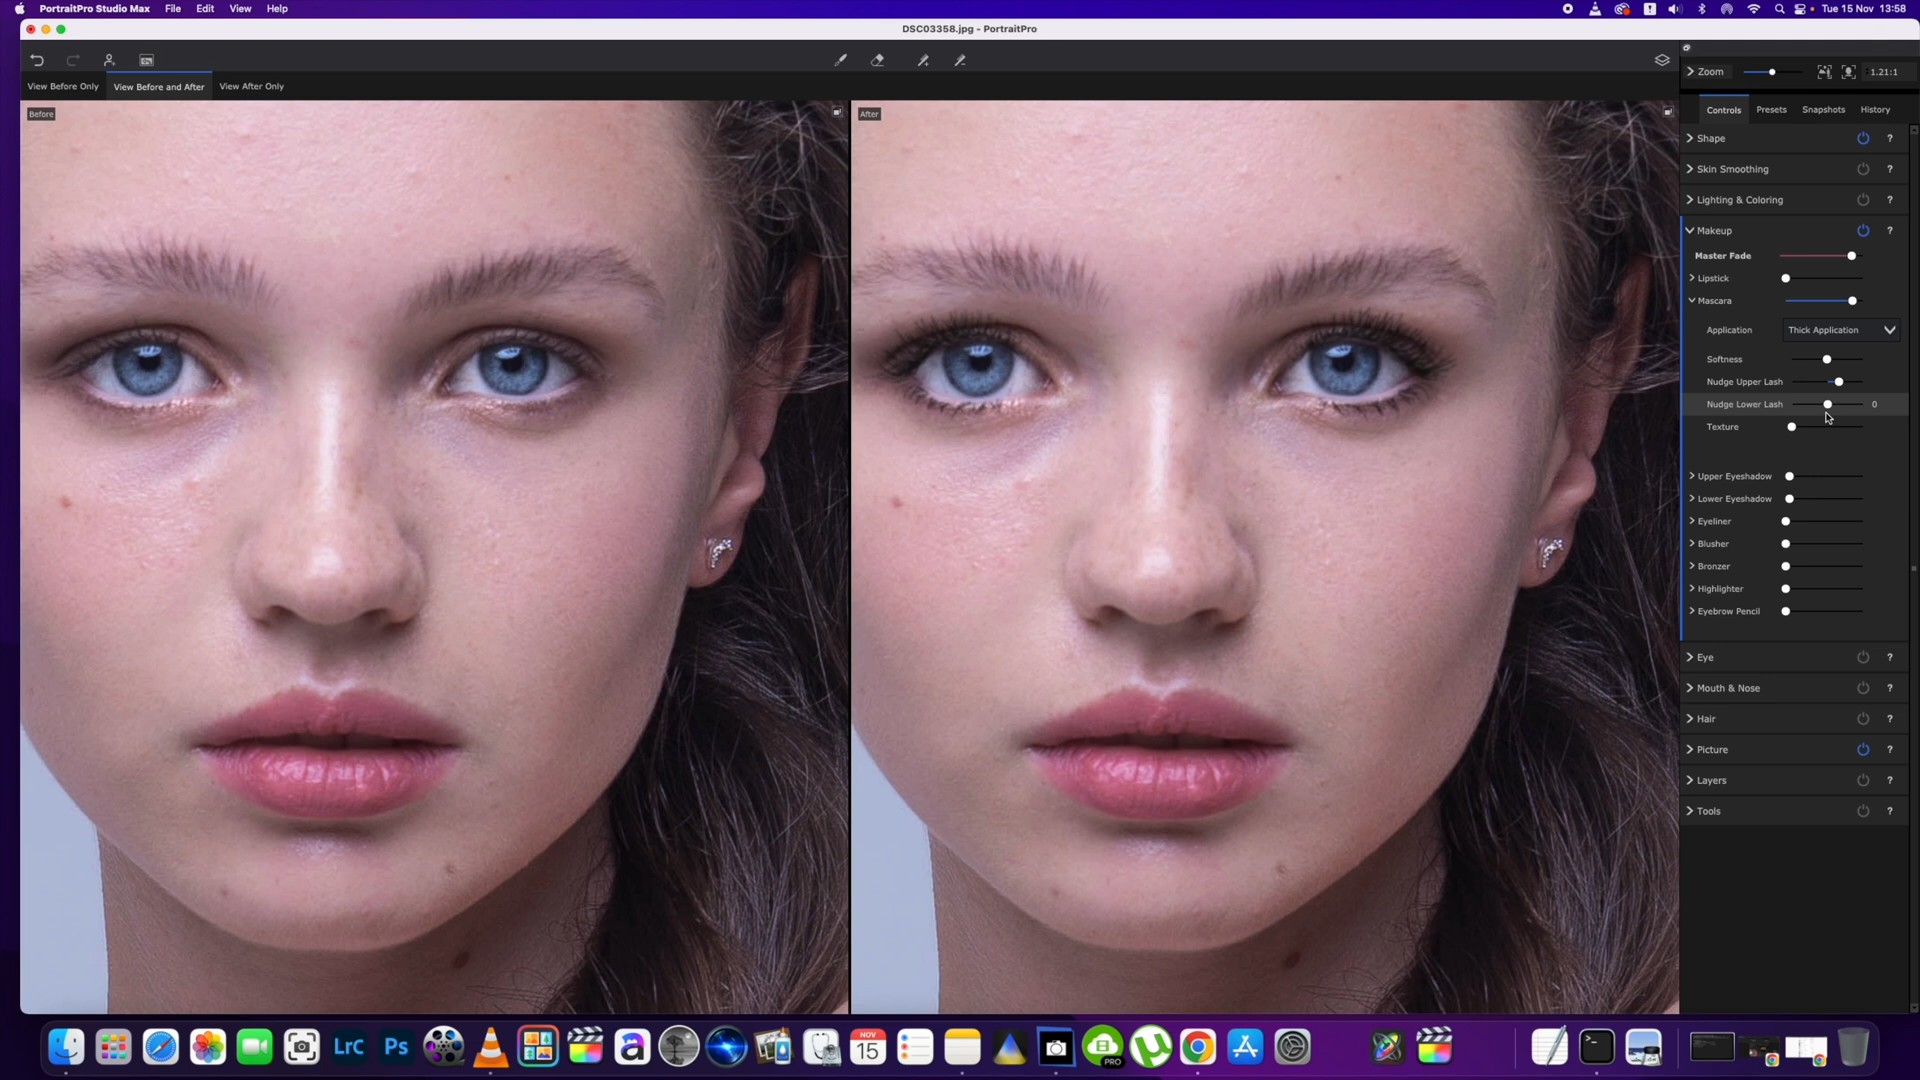 PortraitPro Studio Max File Edit View Help
Tue 15 Nov 13:58
DSC03358.jpg - PortraitPro
View Before Only View Before and After View After Only
Before
After
Zoom 1.21:1
Controls Presets Snapshots History
Shape ?
Skin Smoothing ?
Lighting & Coloring ?
Makeup ?
Master Fade
Lipstick
Mascara
Application Thick Application
Softness
Nudge Upper Lash
Nudge Lower Lash 0
Texture
Upper Eyeshadow
Lower Eyeshadow
Eyeliner
Blusher
Bronzer
Highlighter
Eyebrow Pencil
Eye ?
Mouth & Nose ?
Hair ?
Picture ?
Layers ?
Tools ?
LrC Ps a NOV
15
PRO